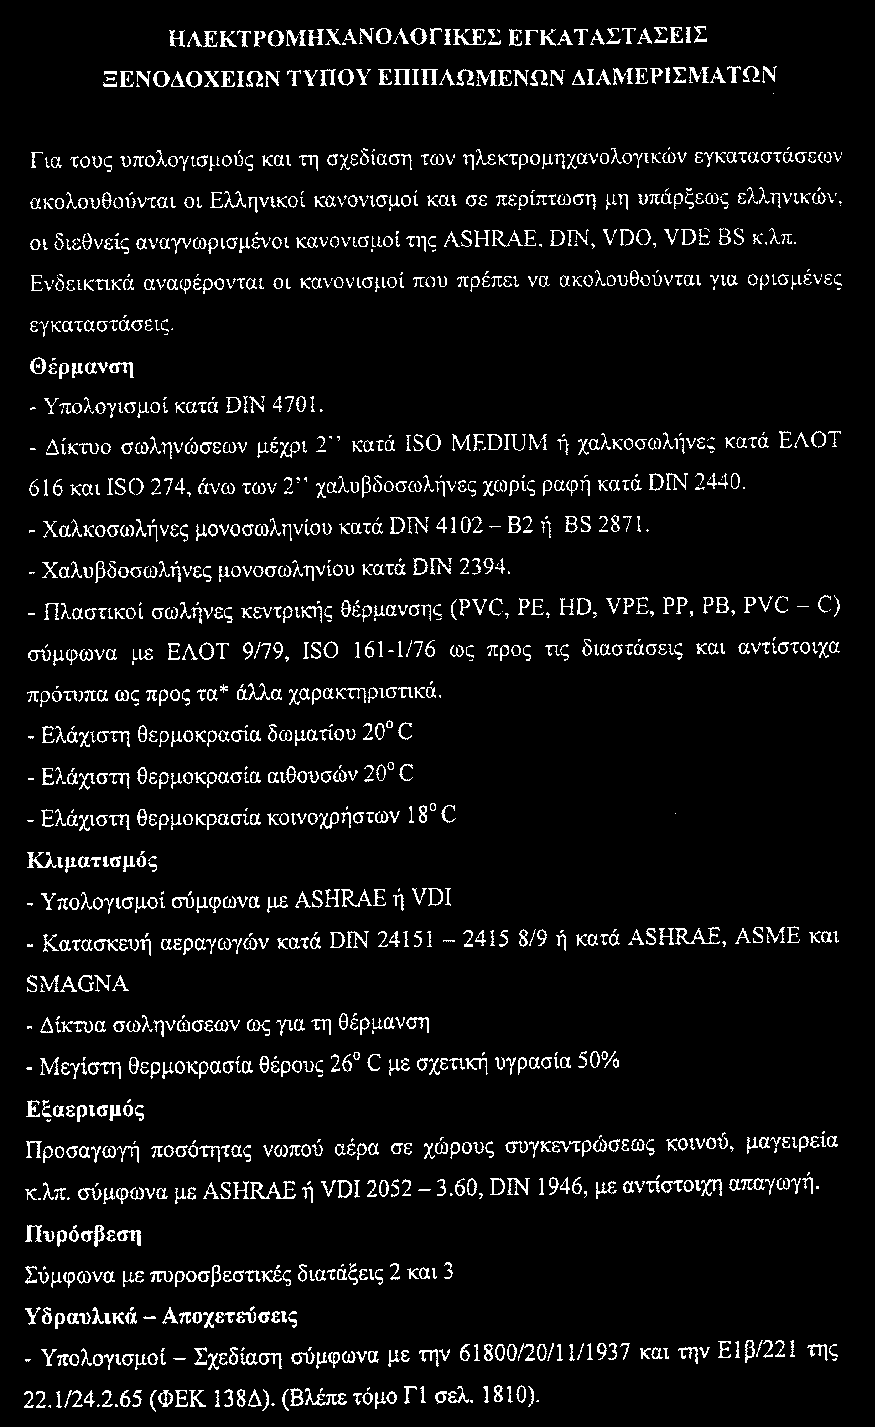 ΗΛΕΚΤΡΟΜΗΧΑΝΟΛΟΓΙΚΕΣ ΕΓΚΑΤΑΣΤΑΣΕΙΣ
ΞΕΝΟΔΟΧΕΙΩΝ ΤΥΠΟΥ ΕΠΙΠΛΩΜΕΝΩΝ ΔΙΑΜΕΡΙΣΜΑΤΩΝ
Για τους υπολογισμούς και τη σχεδίαση των ηλεκτρομηχανολογικών εγκαταστάσεων
ακολουθούνται οι Ελληνικοί κανονισμοί και σε περίπτωση μη υπάρξεως ελληνικών,
οι διεθνείς αναγνωρισμένοι κανονισμοί της ASHRAE, DIN, VDO, VDE BS κ.λπ.
Ενδεικτικά αναφέρονται οι κανονισμοί που πρέπει να ακολουθούνται για ορισμένες
εγκαταστάσεις.
Θέρμανση
- Υπολογισμοί κατά DIN 4701.
- Δίκτυο σωληνώσεων μέχρι 2'' κατά ISO MEDIUM ή χαλκοσωλήνες κατά ΕΛΟΤ
616 και ISO 274, άνω των 2'' χαλυβδοσωλήνες χωρίς ραφή κατά DIN 2440.
- Χαλκοσωλήνες μονοσωληνίου κατά DIN 4102 – B2 ή BS 2871.
- Χαλυβδοσωλήνες μονοσωληνίου κατά DIN 2394.
- Πλαστικοί σωλήνες κεντρικής θέρμανσης (PVC, PE, HD, VPE, PP, PB, PVC – C)
σύμφωνα με ΕΛΟΤ 9/79, ISO 161-1/76 ως προς τις διαστάσεις και αντίστοιχα
πρότυπα ως προς τα* άλλα χαρακτηριστικά.
- Ελάχιστη θερμοκρασία δωματίου 20° C
- Ελάχιστη θερμοκρασία αιθουσών 20° C
- Ελάχιστη θερμοκρασία κοινοχρήστων 18° C
Κλιματισμός
- Υπολογισμοί σύμφωνα με ASHRAE ή VDI
- Κατασκευή αεραγωγών κατά DIN 24151 – 2415 8/9 ή κατά ASHRAE, ASME και
SMAGNA
- Δίκτυα σωληνώσεων ως για τη θέρμανση
- Μεγίστη θερμοκρασία θέρους 26° C με σχετική υγρασία 50%
Εξαερισμός
Προσαγωγή ποσότητας νωπού αέρα σε χώρους συγκεντρώσεως κοινού, μαγειρεία
κ.λπ. σύμφωνα με ASHRAE ή VDI 2052 – 3.60, DIN 1946, με αντίστοιχη απαγωγή.
Πυρόσβεση
Σύμφωνα με πυροσβεστικές διατάξεις 2 και 3
Υδραυλικά – Αποχετεύσεις
- Υπολογισμοί – Σχεδίαση σύμφωνα με την 61800/20/11/1937 και την Ε1β/221 της
22.1/24.2.65 (ΦΕΚ 138Δ). (Βλέπε τόμο Γ1 σελ. 1810).